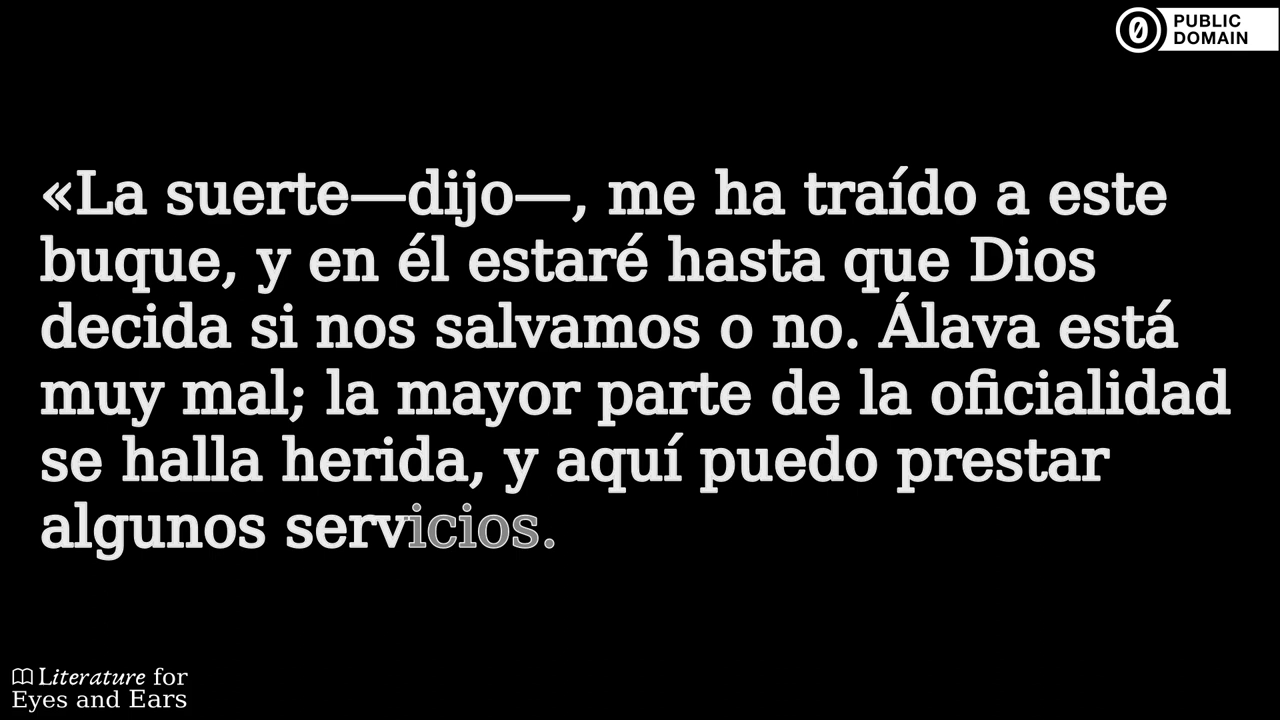 PUBLIC
DOMAIN
«La suerte—dijo—, me ha traído a este
buque, y en él estaré hasta que Dios
decida si nos salvamos o no. Álava está
muy mal; la mayor parte de la oficialidad
se halla herida, y aquí puedo prestar
algunos servicios.
Literature for
Eyes and Ears